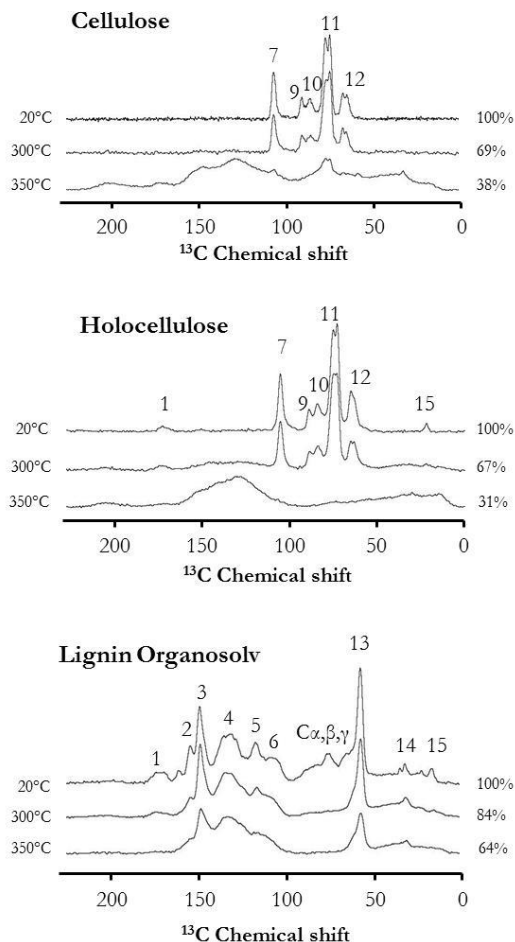 Cellulose
11
7
9
10
12
20°C
100%
300°C
69%
350°C
38%
200
150
100
50
0
¹³C Chemical shift
Holocellulose
11
7
1
9
10
12
15
20°C
100%
300°C
67%
350°C
31%
200
150
100
50
0
¹³C Chemical shift
Lignin Organosolv
13
3
2
4
5
6
Cα,β,γ
1
14
15
20°C
100%
300°C
84%
350°C
64%
200
150
100
50
0
¹³C Chemical shift